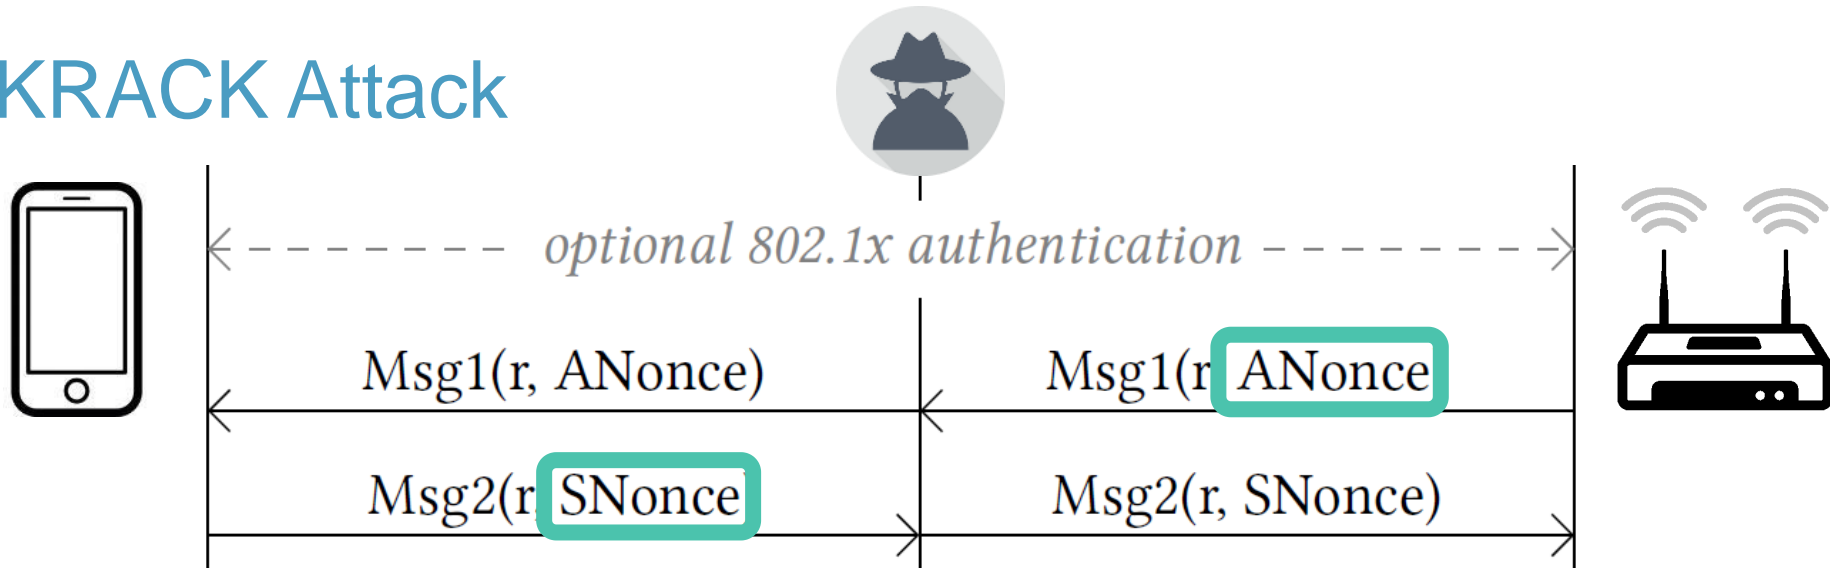 KRACK Attack
optional 802.1x authentication
Msg1(r, ANonce) Msg1(r ANonce
Msg2(r, SNonce Msg2(r, SNonce)